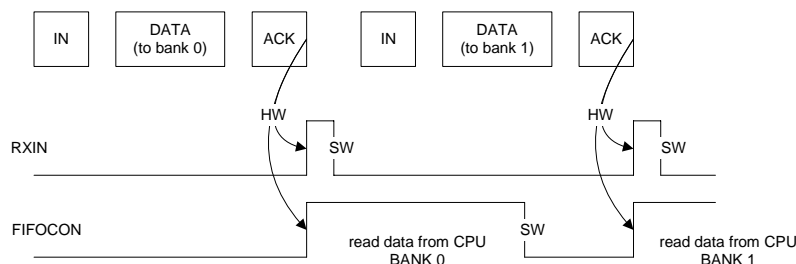 IN
DATA
(to bank 0)
ACK
IN
DATA
(to bank 1)
ACK
HW
HW
RXIN
SW
SW
FIFOCON
SW
read data from CPU
BANK 0
read data from CPU
BANK 1